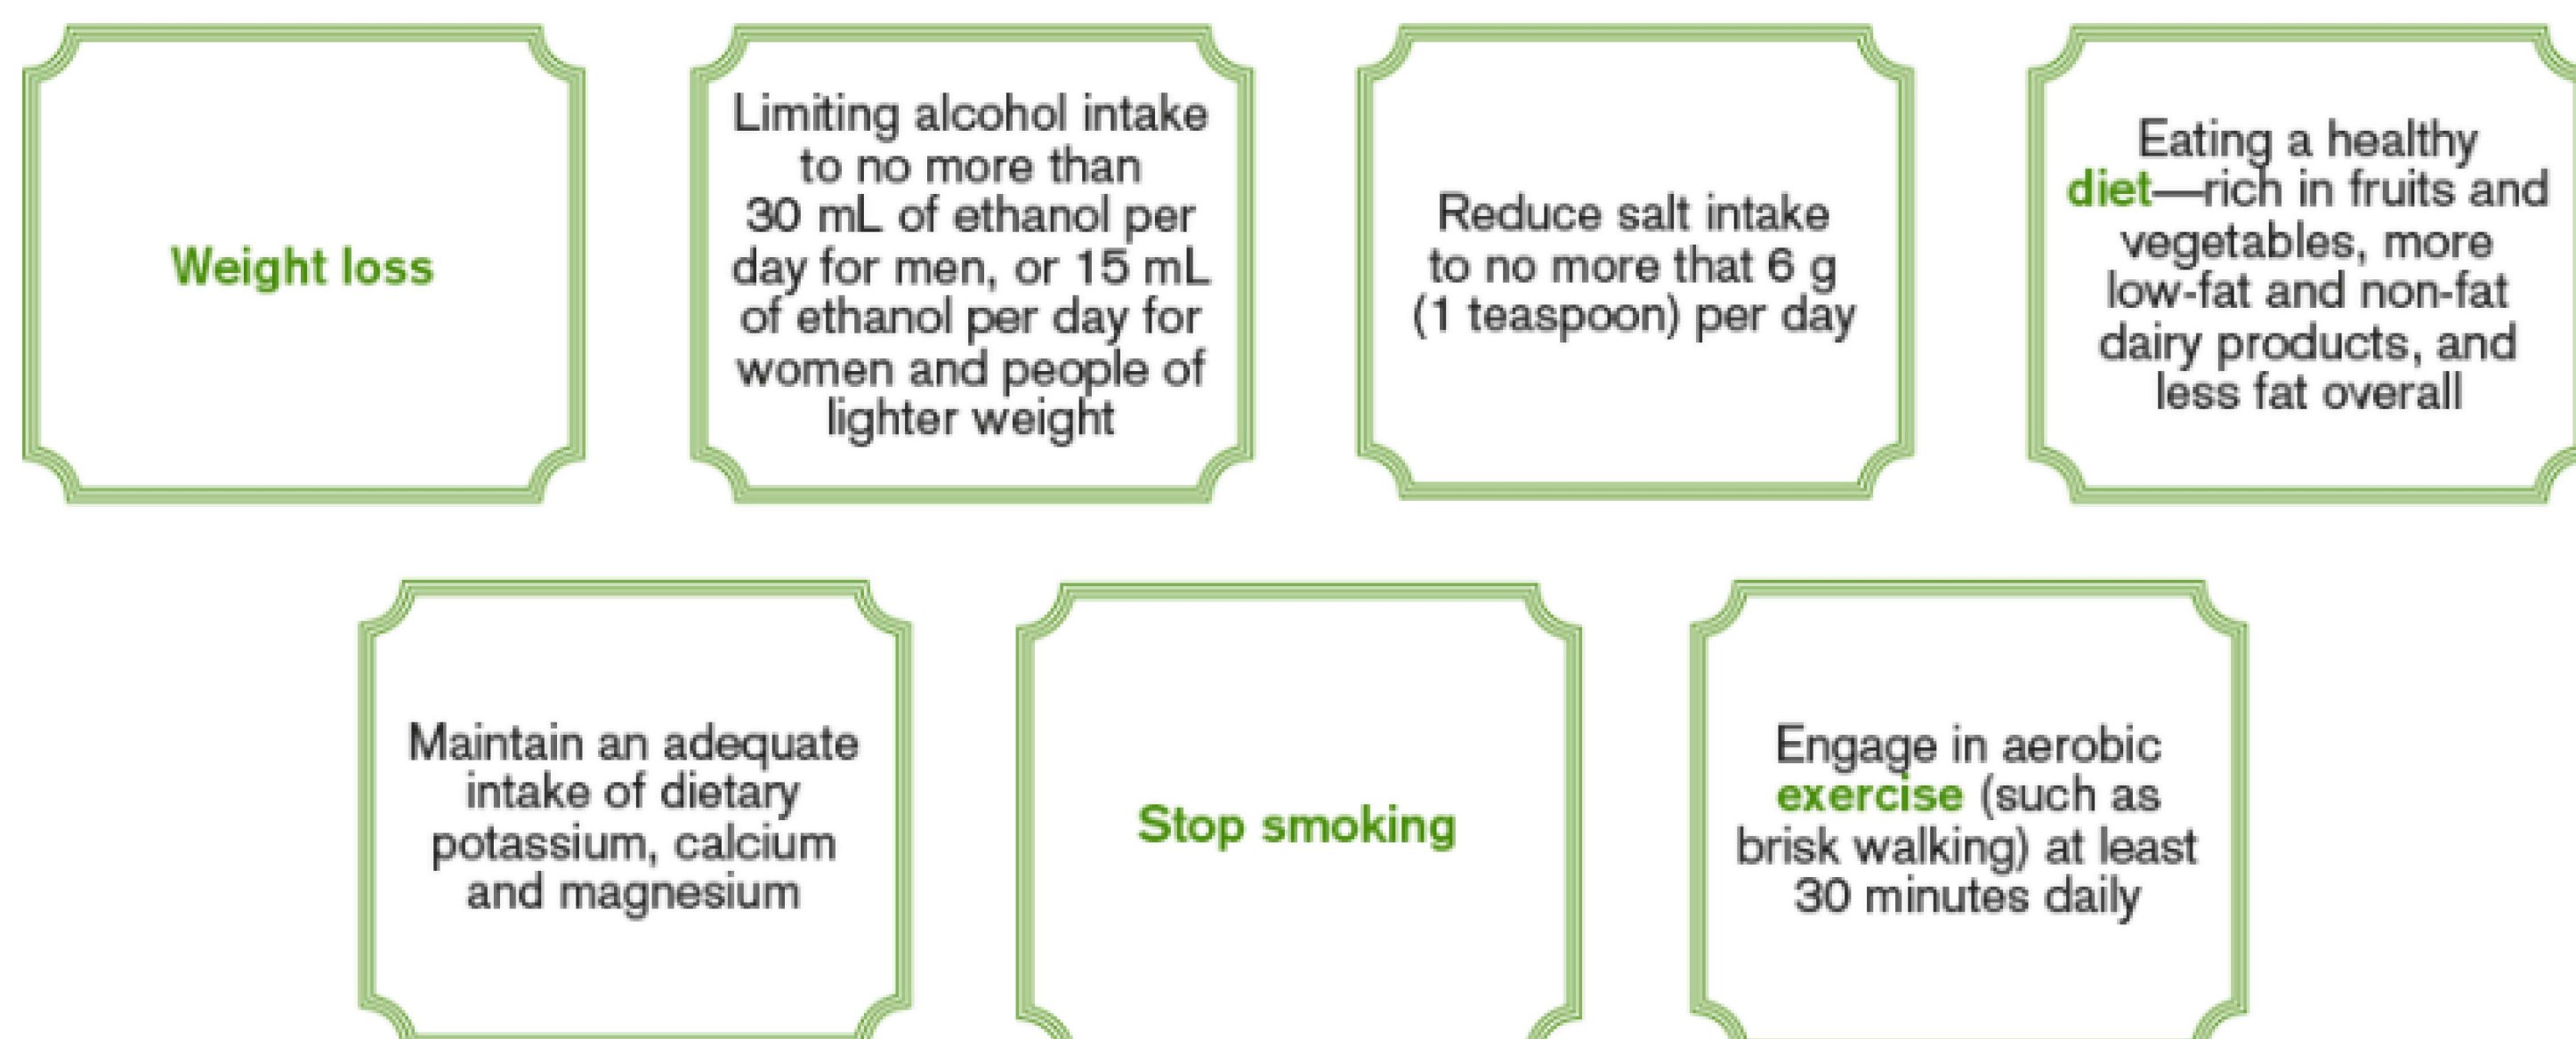 Weight loss
Limiting alcohol intake
to no more than
30 mL of ethanol per
day for men, or 15 mL
of ethanol per day for
women and people of
lighter weight
Reduce salt intake
to no more that 6 g
(1 teaspoon) per day
Eating a healthy
diet—rich in fruits and
vegetables, more
low-fat and non-fat
dairy products, and
less fat overall
Maintain an adequate
intake of dietary
potassium, calcium
and magnesium
Stop smoking
Engage in aerobic
exercise (such as
brisk walking) at least
30 minutes daily